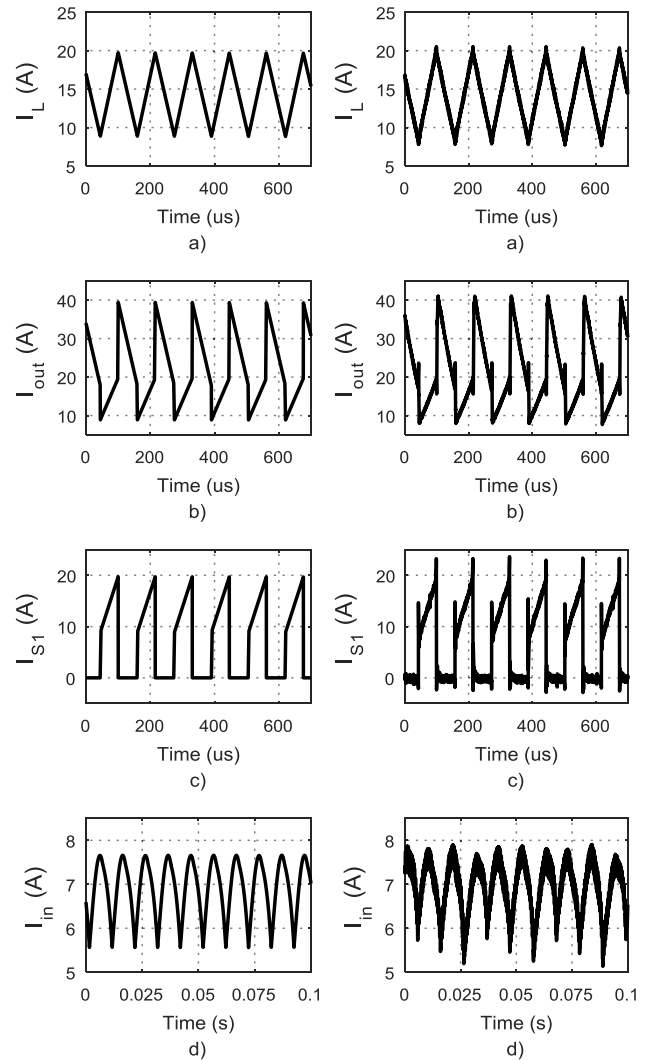 25
20
15
10
5
I_L (A)
0 200 400 600
Time (us)
a)
25
20
15
10
5
I_L (A)
0 200 400 600
Time (us)
a)
40
30
20
10
I_out (A)
0 200 400 600
Time (us)
b)
40
30
20
10
I_out (A)
0 200 400 600
Time (us)
b)
20
10
0
I_S1 (A)
0 200 400 600
Time (us)
c)
20
10
0
I_S1 (A)
0 200 400 600
Time (us)
c)
8
7
6
5
I_in (A)
0 0.025 0.05 0.075 0.1
Time (s)
d)
8
7
6
5
I_in (A)
0 0.025 0.05 0.075 0.1
Time (s)
d)